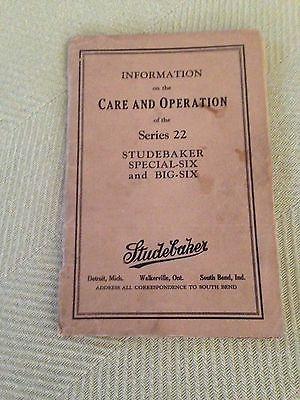 INFORMATION
on the
CARE AND OPERATION
of the
Series 22
STUDEBAKER
SPECIAL-SIX
and BIG-SIX
Studebaker
Detroit, Mich. Walkerville, Ont. South Bend, Ind.
ADDRESS ALL CORRESPONDENCE TO SOUTH BEND